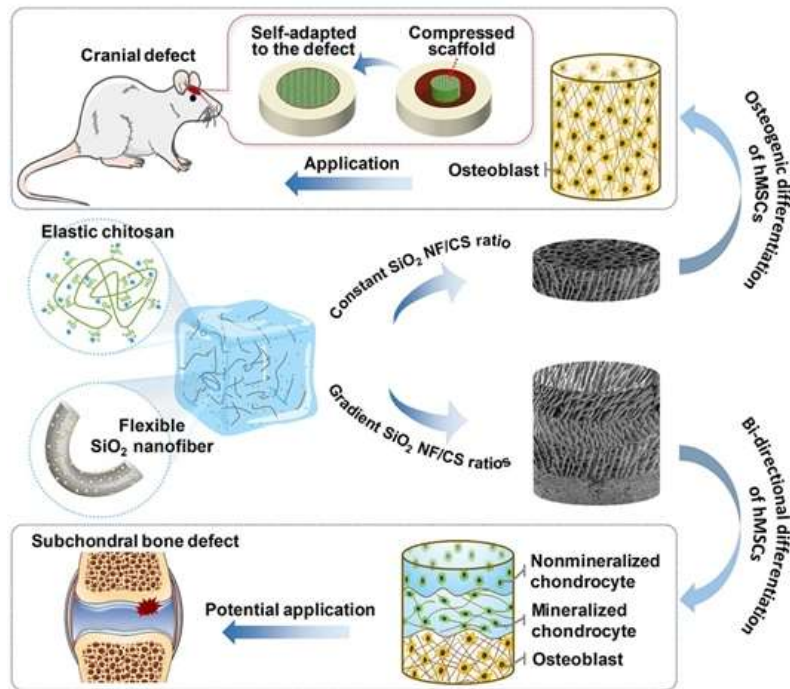 Cranial defect
Self-adapted
to the defect
Compressed
scaffold
Application
Osteoblast
Osteogenic differentiation
of hMSCs
Elastic chitosan
Constant SiO₂ NF/CS ratio
Flexible
SiO₂ nanofiber
Gradient SiO₂ NF/CS ratios
Bi-directional differentiation
of hMSCs
Subchondral bone defect
Potential application
Nonmineralized
chondrocyte
Mineralized
chondrocyte
Osteoblast